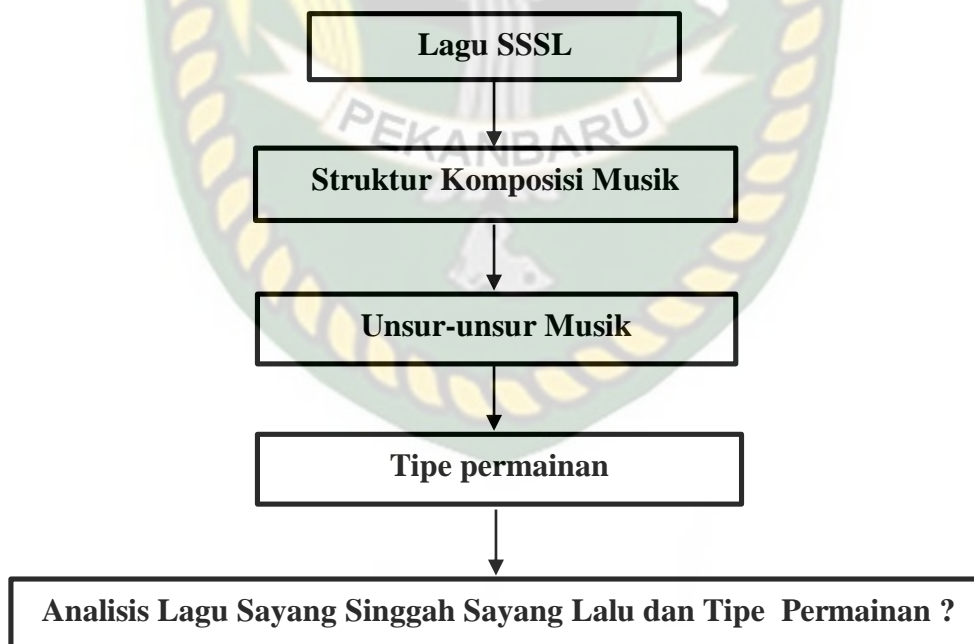 Lagu SSSL
PEKANBARU
Struktur Komposisi Musik
Unsur-unsur Musik
Tipe permainan
Analisis Lagu Sayang Singgah Sayang Lalu dan Tipe Permainan ?